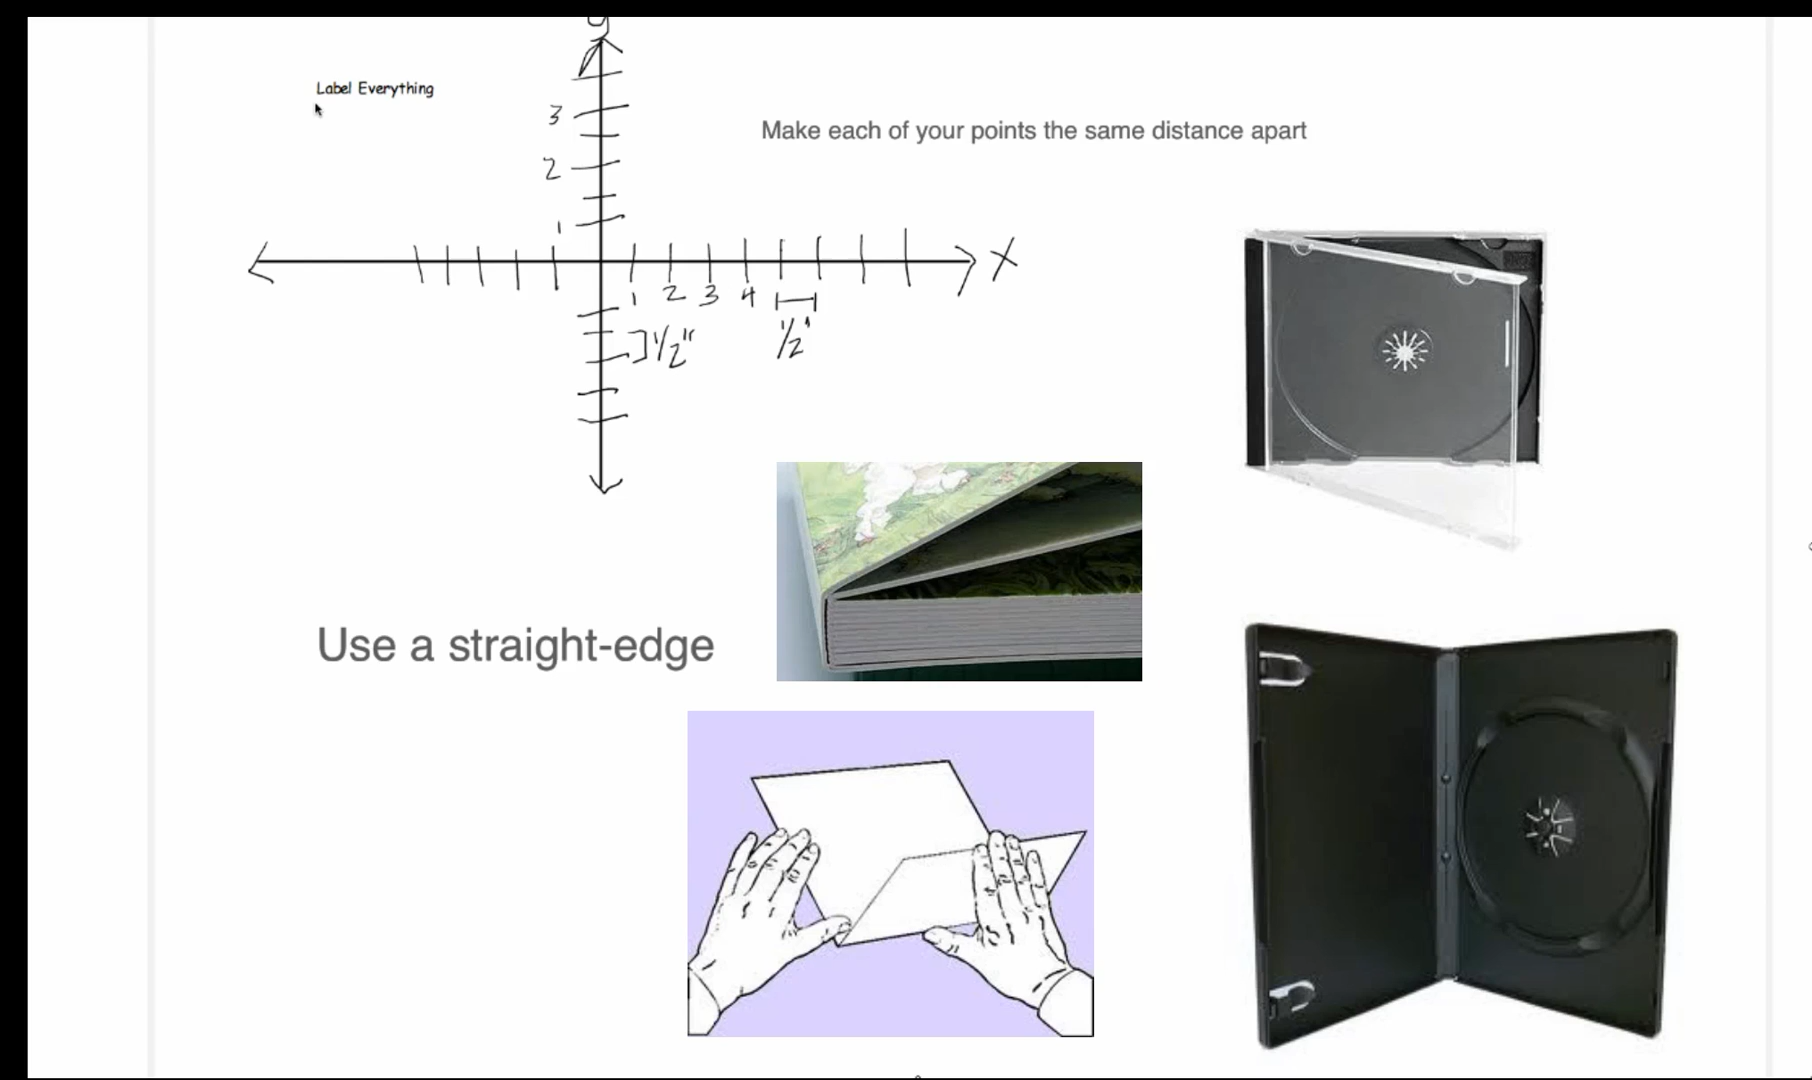 y
Label Everything
3
Make each of your points the same distance apart
2
1
X
1 2 3 4
1/2"
1/2"
Use a straight-edge